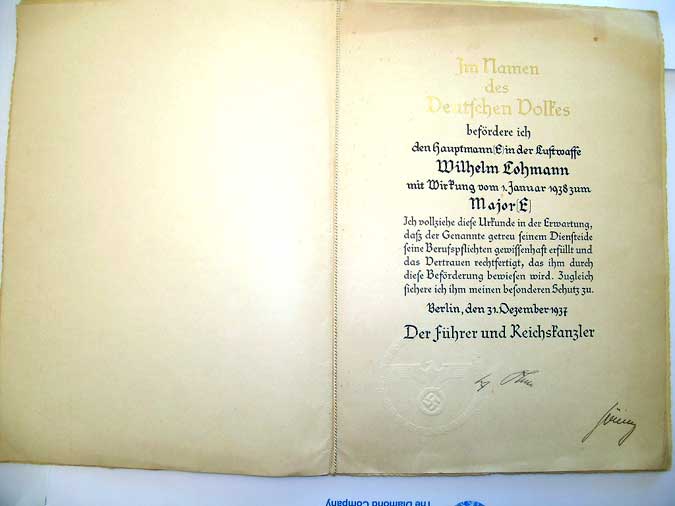 Im Namen
des
Deutschen Volkes
befördere ich
den Hauptmann (E) in der Luftwaffe
Wilhelm Lohmann
mit Wirkung vom 1. Januar 1938 zum
Major (E)
Ich vollziehe diese Urkunde in der Erwartung,
daß der Genannte getreu seinem Diensteide
seine Berufspflichten gewissenhaft erfüllt und
das Vertrauen rechtfertigt, das ihm durch
diese Beförderung bewiesen wird. Zugleich
sichere ich ihm meinen besonderen Schutz zu.
Berlin, den 31. Dezember 1937
Der Führer und Reichskanzler
Göring
The Diamond Company